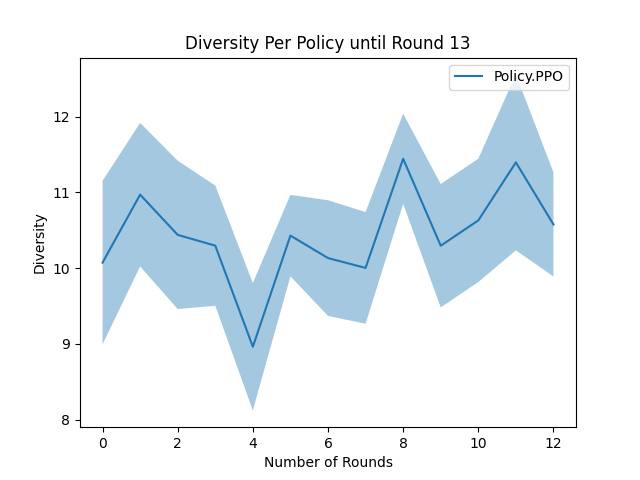 Diversity Per Policy until Round 13
Policy.PPO
12
11
10
9
8
Diversity
0 2 4 6 8 10 12
Number of Rounds